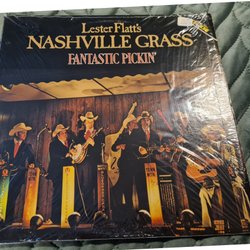 Lester Flatt's
NASHVILLE GRASS
FANTASTIC PICKIN'